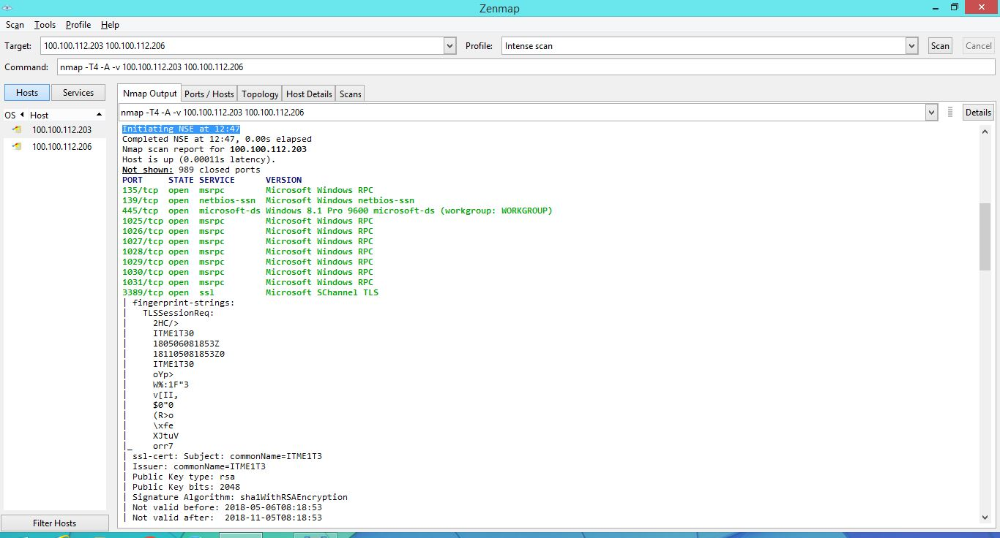 Zenmap
Scan Tools Profile Help
Target: 100.100.112.203 100.100.112.206 Profile: Intense scan Scan Cancel
Command: nmap -T4 -A -v 100.100.112.203 100.100.112.206
Hosts Services
OS Host
100.100.112.203
100.100.112.206
Filter Hosts
Nmap Output Ports / Hosts Topology Host Details Scans
nmap -T4 -A -v 100.100.112.203 100.100.112.206 Details
Initiating NSE at 12:47
Completed NSE at 12:47, 0.00s elapsed
Nmap scan report for 100.100.112.203
Host is up (0.00011s latency).
Not shown: 989 closed ports
PORT STATE SERVICE VERSION
135/tcp open msrpc Microsoft Windows RPC
139/tcp open netbios-ssn Microsoft Windows netbios-ssn
445/tcp open microsoft-ds Windows 8.1 Pro 9600 microsoft-ds (workgroup: WORKGROUP)
1025/tcp open msrpc Microsoft Windows RPC
1026/tcp open msrpc Microsoft Windows RPC
1027/tcp open msrpc Microsoft Windows RPC
1028/tcp open msrpc Microsoft Windows RPC
1029/tcp open msrpc Microsoft Windows RPC
1030/tcp open msrpc Microsoft Windows RPC
1031/tcp open msrpc Microsoft Windows RPC
3389/tcp open ssl Microsoft SChannel TLS
| fingerprint-strings:
|   TLSSessionReq:
|     2HC/>
|     ITME1T30
|     180506081853Z
|     181105081853Z0
|     ITME1T30
|     oYp>
|     W%:1F"3
|     v[II,
|     $0"0
|     (R>o
|     \xfe
|     XJtuV
|_    orr7
| ssl-cert: Subject: commonName=ITME1T3
| Issuer: commonName=ITME1T3
| Public Key type: rsa
| Public Key bits: 2048
| Signature Algorithm: sha1WithRSAEncryption
| Not valid before: 2018-05-06T08:18:53
| Not valid after:  2018-11-05T08:18:53